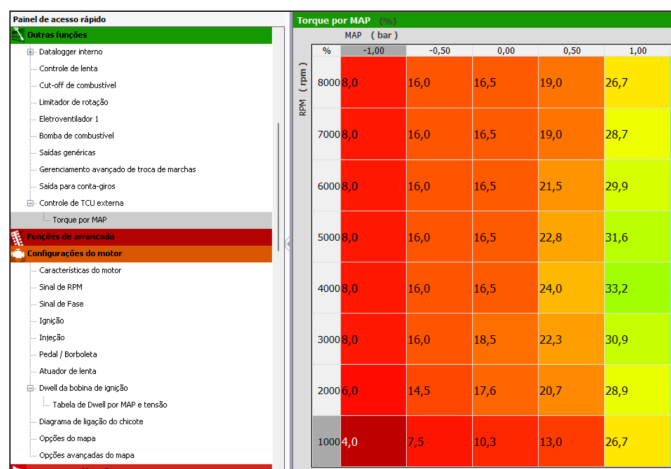 Painel de acesso rápido
Outras funções
Datalogger interno
Controle de lenta
Cut-off de combustível
Limitador de rotação
Eletroventilador 1
Bomba de combustível
Saídas genéricas
Gerenciamento avançado de troca de marchas
Saída para conta-giros
Controle de TCU externa
Torque por MAP
Funções de arrancada
Configurações do motor
Características do motor
Sinal de RPM
Sinal de Fase
Ignição
Injeção
Pedal / Borboleta
Atuador de lenta
Dwell da bobina de ignição
Tabela de Dwell por MAP e tensão
Diagrama de ligação do chicote
Opções do mapa
Opções avançadas do mapa
Torque por MAP (%)
MAP (bar)
RPM (rpm)
% -1,00 -0,50 0,00 0,50 1,00
8000 8,0 16,0 16,5 19,0 26,7
7000 8,0 16,0 16,5 19,0 28,7
6000 8,0 16,0 16,5 21,5 29,9
5000 8,0 16,0 16,5 22,8 31,6
4000 8,0 16,0 16,5 24,0 33,2
3000 8,0 16,0 18,5 22,3 30,9
2000 6,0 14,5 17,6 20,7 28,9
1000 4,0 7,5 10,3 13,0 26,7